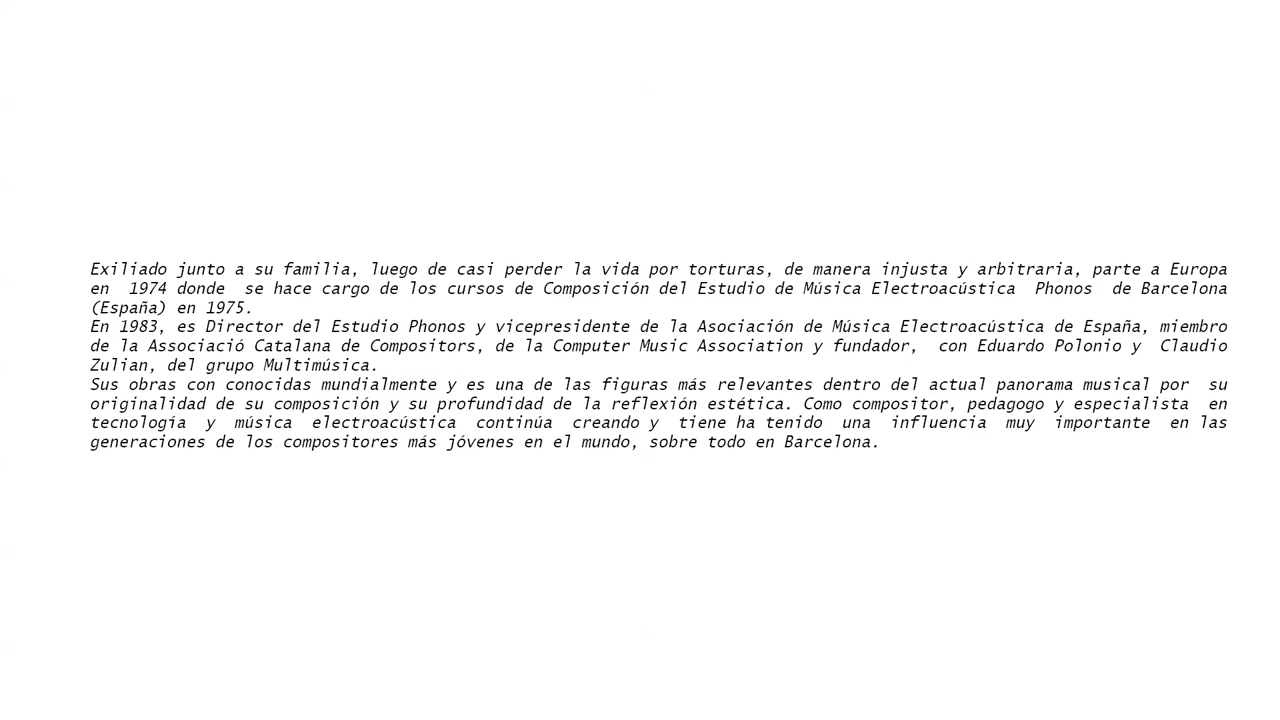 Exiliado junto a su familia, luego de casi perder la vida por torturas, de manera injusta y arbitraria, parte a Europa
en 1974 donde se hace cargo de los cursos de Composición del Estudio de Música Electroacústica Phonos de Barcelona
(España) en 1975.
En 1983, es Director del Estudio Phonos y vicepresidente de la Asociación de Música Electroacústica de España, miembro
de la Associació Catalana de Compositors, de la Computer Music Association y fundador, con Eduardo Polonio y Claudio
Zulian, del grupo Multimúsica.
Sus obras con conocidas mundialmente y es una de las figuras más relevantes dentro del actual panorama musical por su
originalidad de su composición y su profundidad de la reflexión estética. Como compositor, pedagogo y especialista en
tecnología y música electroacústica continúa creando y tiene ha tenido una influencia muy importante en las
generaciones de los compositores más jóvenes en el mundo, sobre todo en Barcelona.